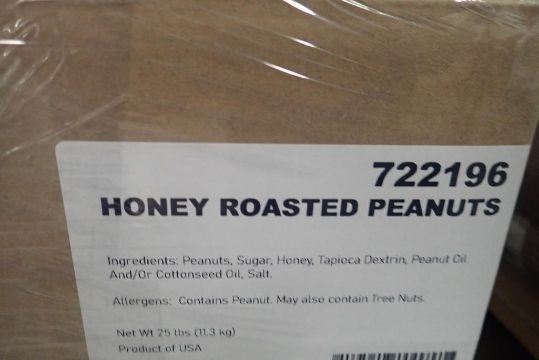 722196
HONEY ROASTED PEANUTS
Ingredients: Peanuts, Sugar, Honey, Tapioca Dextrin, Peanut Oil
And/Or Cottonseed Oil, Salt.
Allergens: Contains Peanut. May also contain Tree Nuts.
Net Wt 25 lbs (11.3 kg)
Product of USA